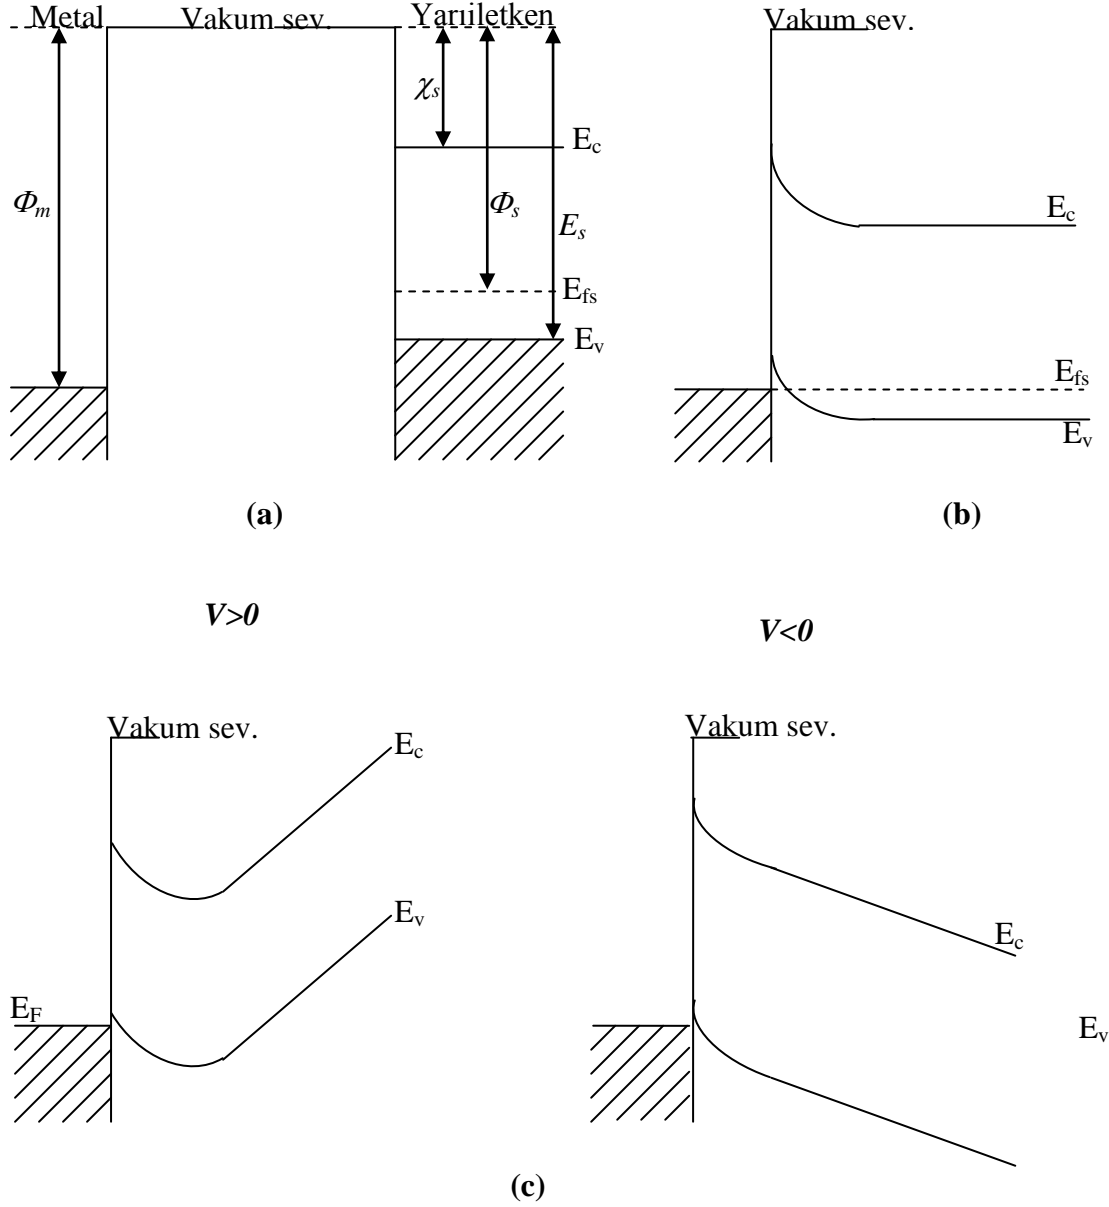 Metal Vakum sev. Yarıiletken
χs
Ec
Φm
Φs
Es
Efs
Ev
(a)
Vakum sev.
Ec
Efs
Ev
(b)
V>0
V<0
Vakum sev.
Ec
Ev
EF
Vakum sev.
Ec
Ev
(c)